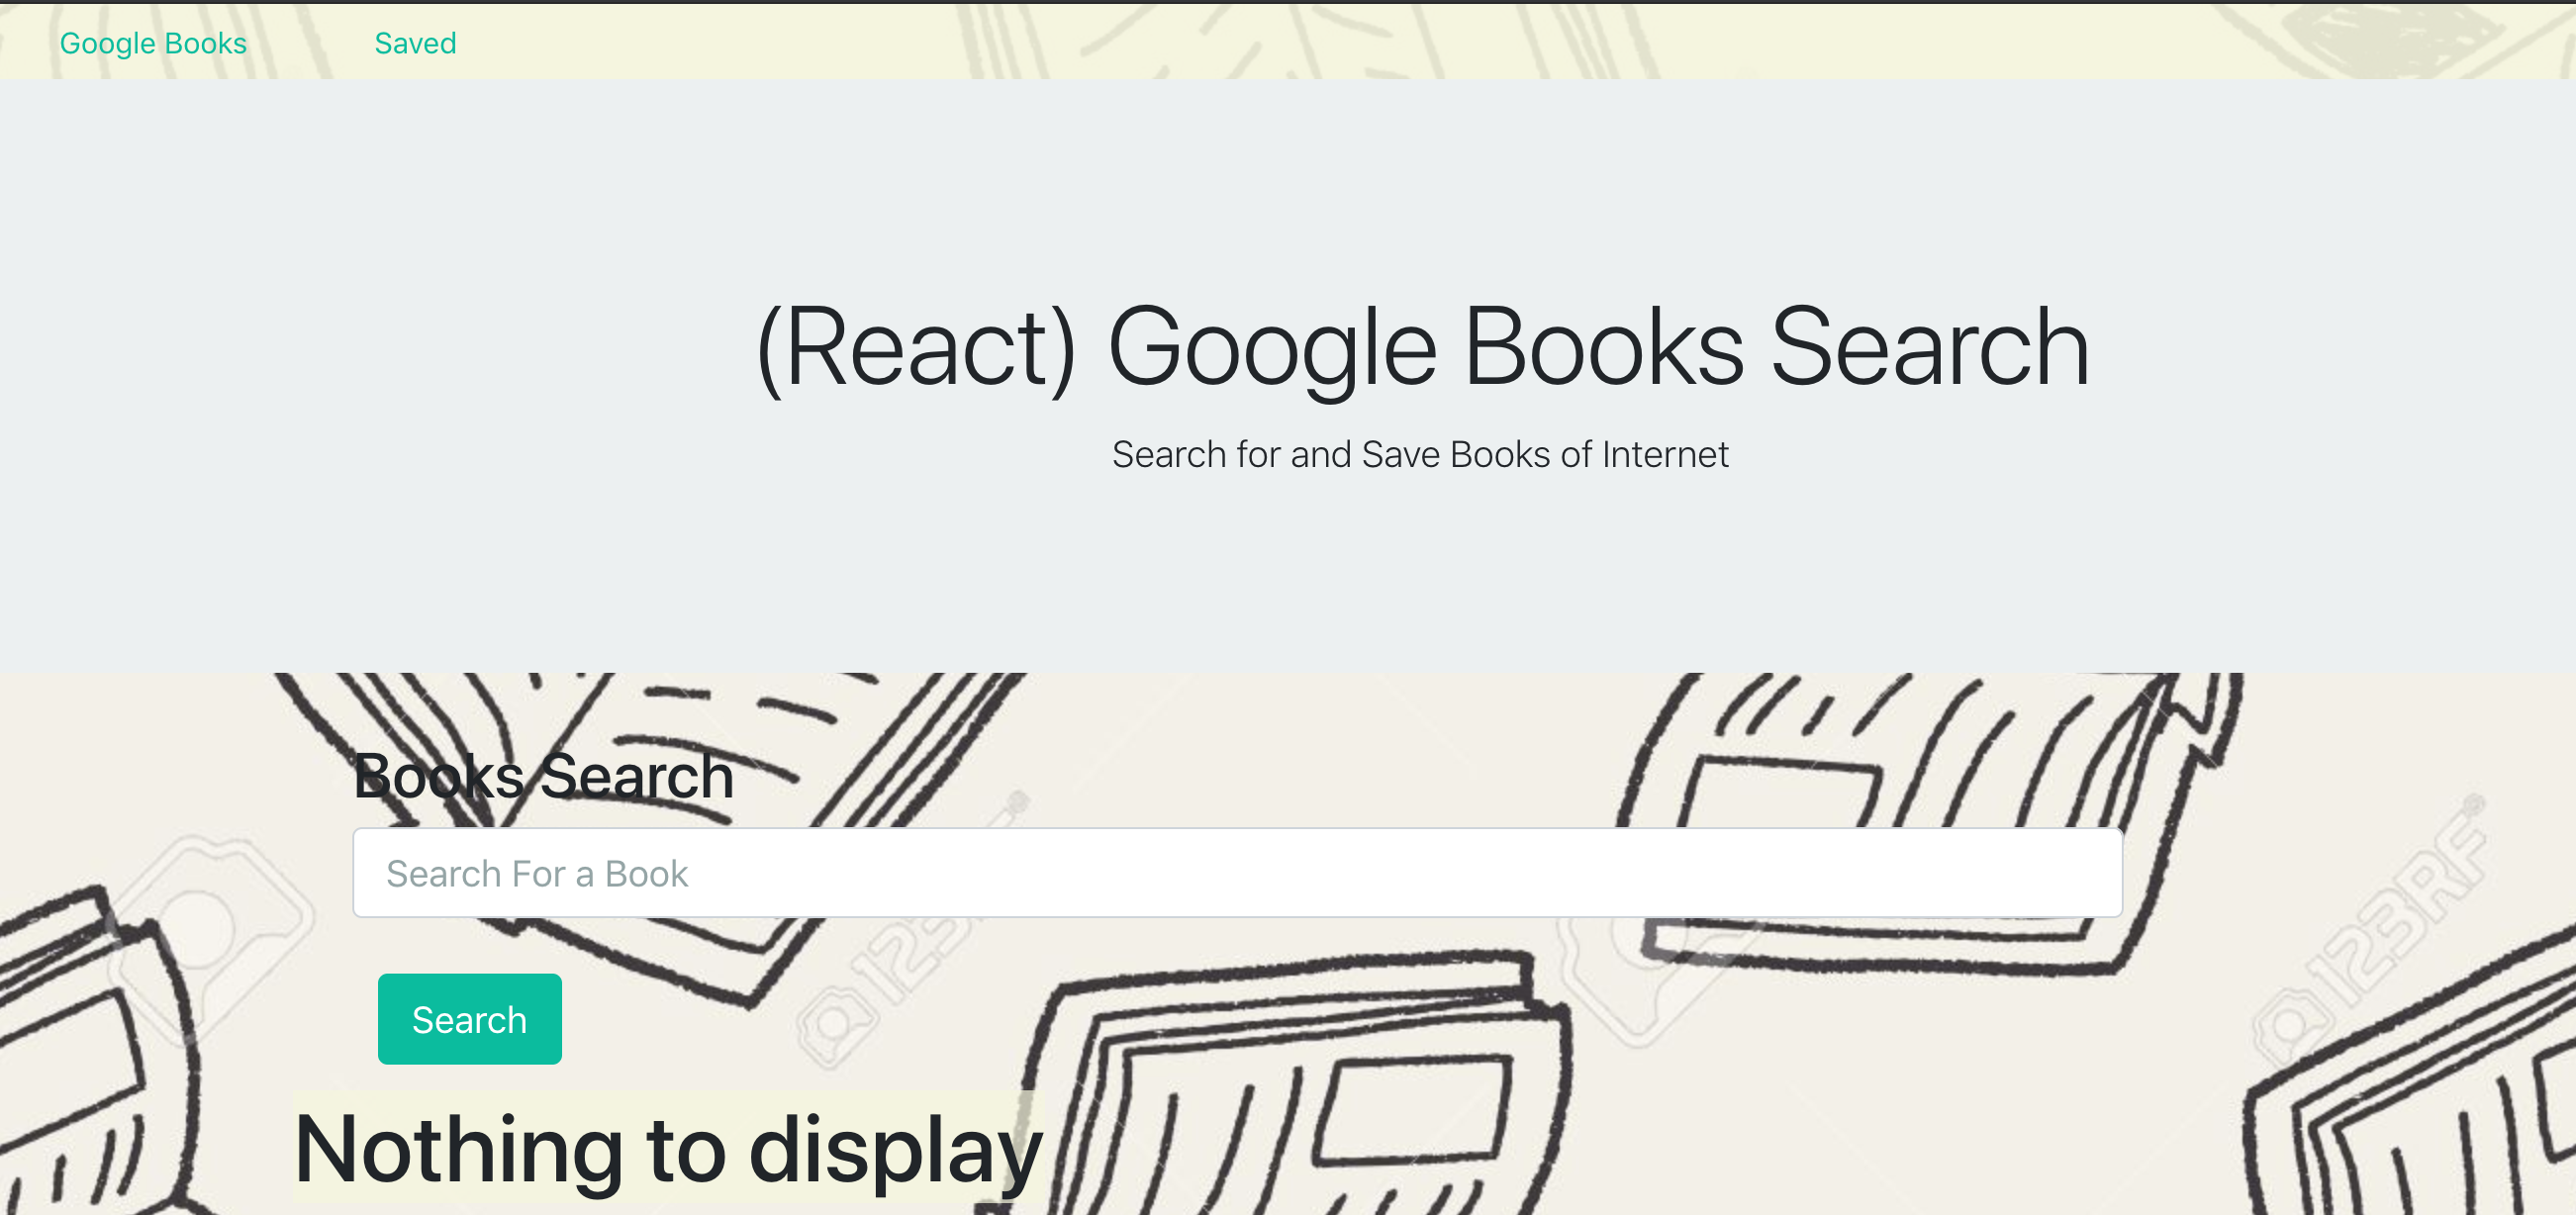 Google Books Saved
(React) Google Books Search
Search for and Save Books of Internet
Books Search
Search For a Book
123RF
Search
Nothing to display